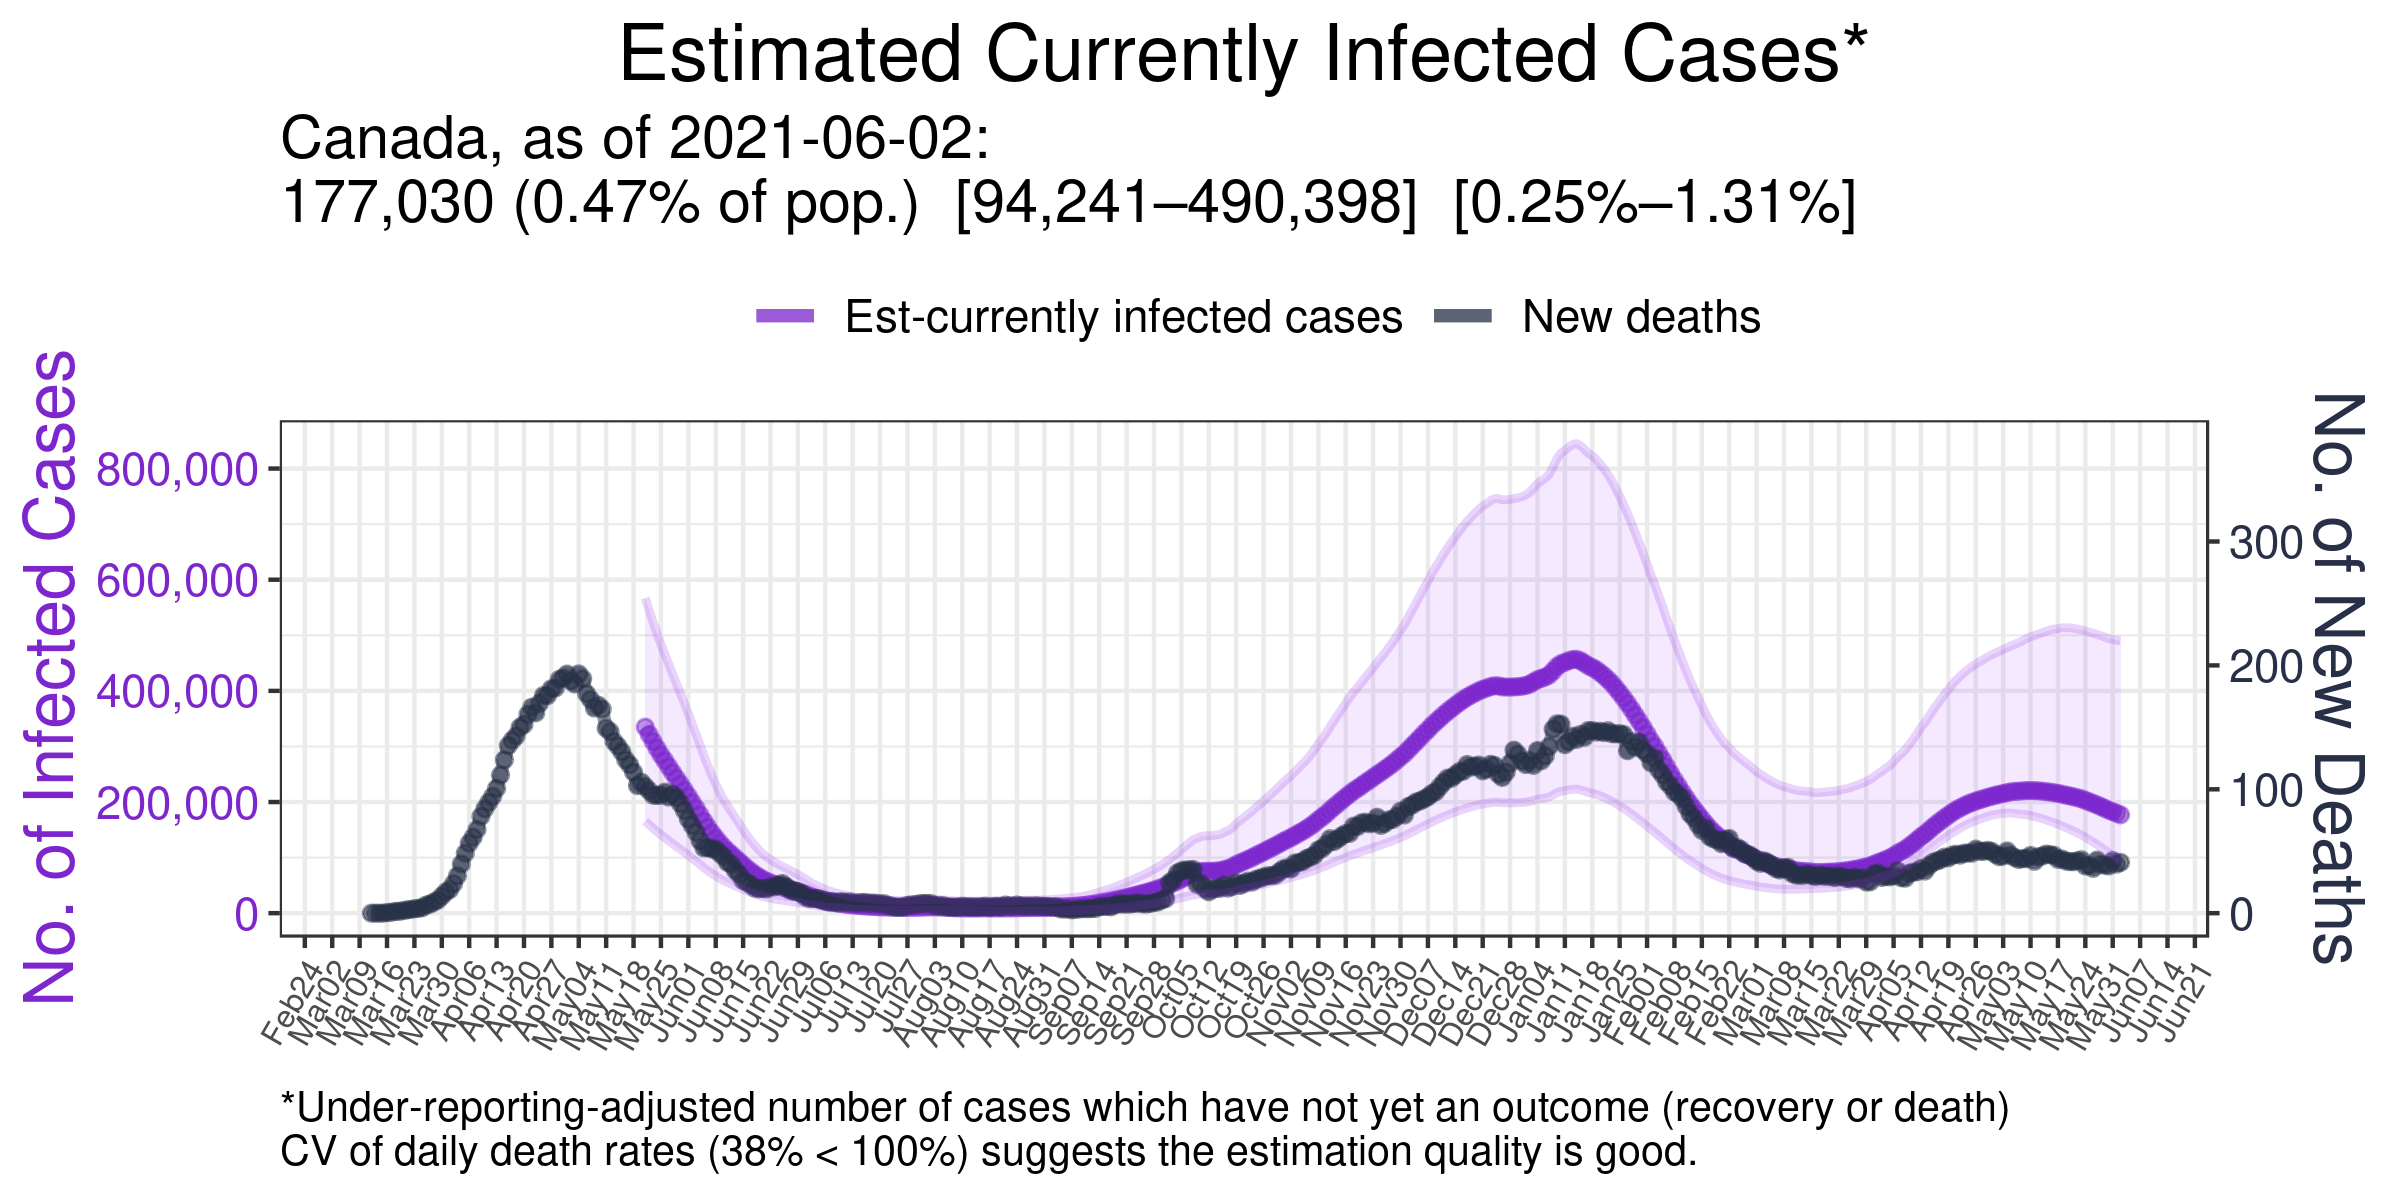 Estimated Currently Infected Cases*
Canada, as of 2021-06-02:
177,030 (0.47% of pop.) [94,241–490,398] [0.25%–1.31%]
Est-currently infected cases New deaths
No. of Infected Cases
800,000
600,000
400,000
200,000
0
No. of New Deaths
300
200
100
0
Feb24 Mar02 Mar09 Mar16 Mar23 Mar30 Apr06 Apr13 Apr20 Apr27 May04 May11 May18 May25 Jun01 Jun08 Jun15 Jun22 Jun29 Jul06 Jul13 Jul20 Jul27 Aug03 Aug10 Aug17 Aug24 Aug31 Sep07 Sep14 Sep21 Sep28 Oct05 Oct12 Oct19 Oct26 Nov02 Nov09 Nov16 Nov23 Nov30 Dec07 Dec14 Dec21 Dec28 Jan04 Jan11 Jan18 Jan25 Feb01 Feb08 Feb15 Feb22 Mar01 Mar08 Mar15 Mar22 Mar29 Apr05 Apr12 Apr19 Apr26 May03 May10 May17 May24 May31 Jun07 Jun14 Jun21
*Under-reporting-adjusted number of cases which have not yet an outcome (recovery or death)
CV of daily death rates (38% < 100%) suggests the estimation quality is good.